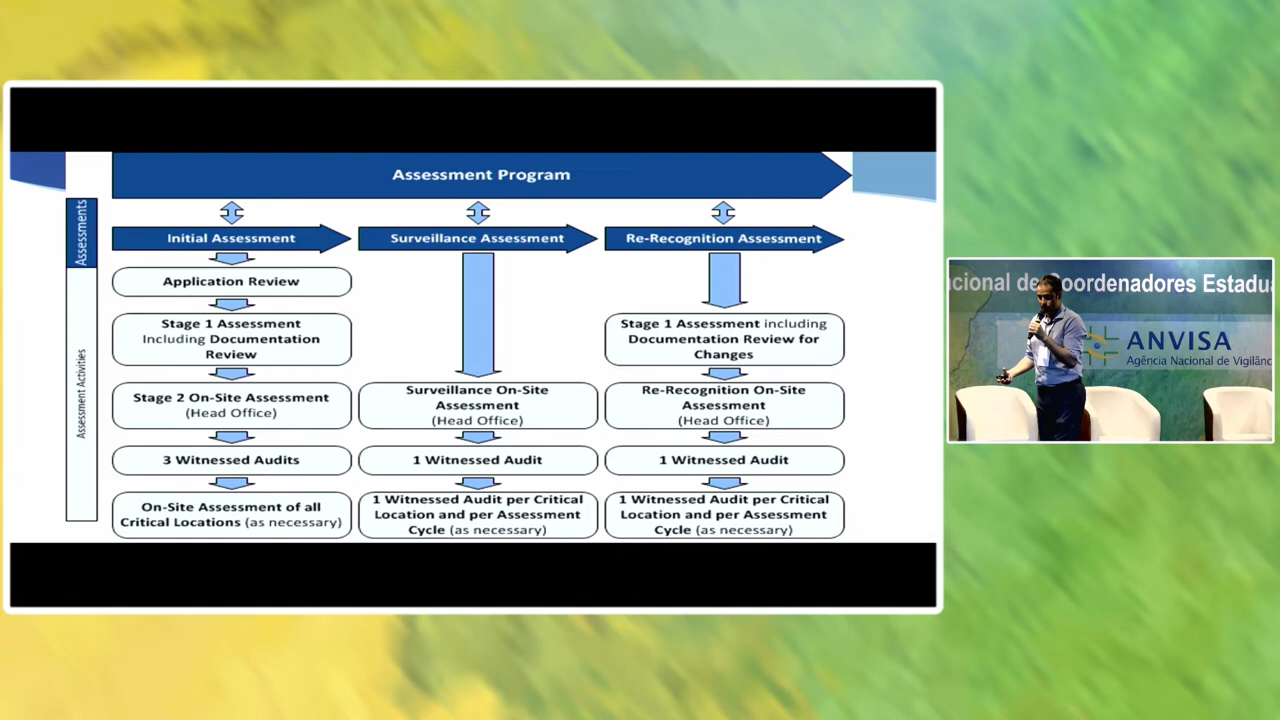 Assessment Program
Assessments
Initial Assessment
Surveillance Assessment
Re-Recognition Assessment
Assessment Activities
Application Review
Stage 1 Assessment
Including Documentation
Review
Stage 2 On-Site Assessment
(Head Office)
3 Witnessed Audits
On-Site Assessment of all
Critical Locations (as necessary)
Surveillance On-Site
Assessment
(Head Office)
1 Witnessed Audit
1 Witnessed Audit per Critical
Location and per Assessment
Cycle (as necessary)
Stage 1 Assessment including
Documentation Review for
Changes
Re-Recognition On-Site
Assessment
(Head Office)
1 Witnessed Audit
1 Witnessed Audit per Critical
Location and per Assessment
Cycle (as necessary)
cional de Coordenadores Estadua
ANVISA
Agência Nacional de Vigilânc